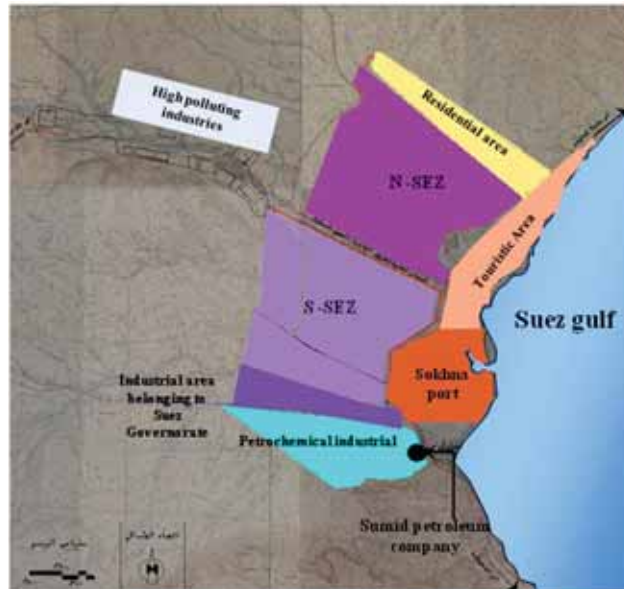 High polluting
industries
Residential area
N-SEZ
Touristic Area
S-SEZ
Suez gulf
Sokhna
port
Industrial area
belonging to
Suez
Governarate
Petrochemical industrial
Sumid petroleum
company